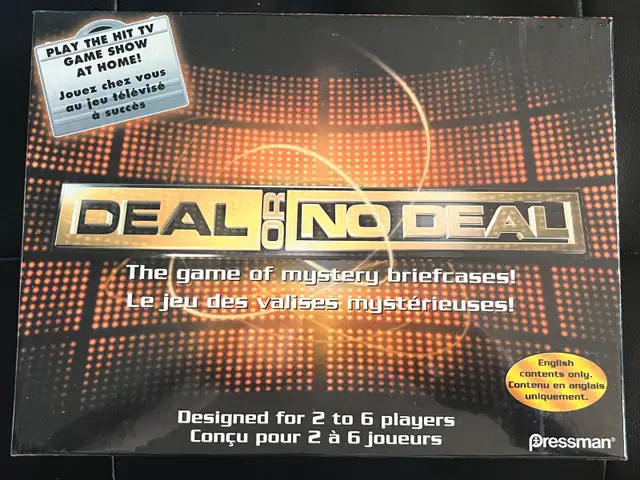 PLAY THE HIT TV
GAME SHOW
AT HOME!
Jouez chez vous
au jeu télévisé
à succès
DEAL OR NO DEAL
The game of mystery briefcases!
Le jeu des valises mystérieuses!
English
contents only.
Contenu en anglais
uniquement.
Designed for 2 to 6 players
Conçu pour 2 à 6 joueurs
Pressman®